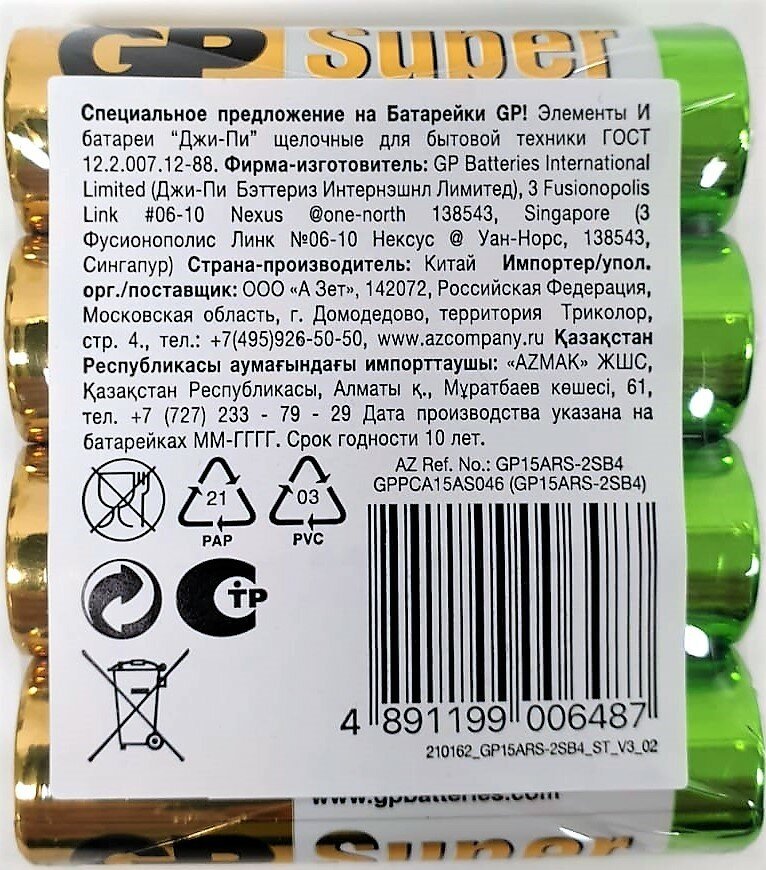 GP Super
Специальное предложение на Батарейки GP! Элементы И
батареи “Джи-Пи” щелочные для бытовой техники ГОСТ
12.2.007.12-88. Фирма-изготовитель: GP Batteries International
Limited (Джи-Пи Бэттериз Интернэшнл Лимитед), 3 Fusionopolis
Link #06-10 Nexus @one-north 138543, Singapore (3
Фусионополис Линк №06-10 Нексус @ Уан-Норс, 138543,
Сингапур) Страна-производитель: Китай Импортер/упол.
орг./поставщик: ООО «А Зет», 142072, Российская Федерация,
Московская область, г. Домодедово, территория Триколор,
стр. 4., тел.: +7(495)926-50-50, www.azcompany.ru Қазақстан
Республикасы аумағындағы импорттаушы: «AZMAK» ЖШС,
Қазақстан Республикасы, Алматы қ., Мұратбаев көшесі, 61,
тел. +7 (727) 233 - 79 - 29 Дата производства указана на
батарейках ММ-ГГГГ. Срок годности 10 лет.
AZ Ref. No.: GP15ARS-2SB4
GPPCA15AS046 (GP15ARS-2SB4)
21
PAP
03
PVC
СТР
4 891199 006487
210162_GP15ARS-2SB4_ST_V3_02
www.gpbatteries.com
GP Super